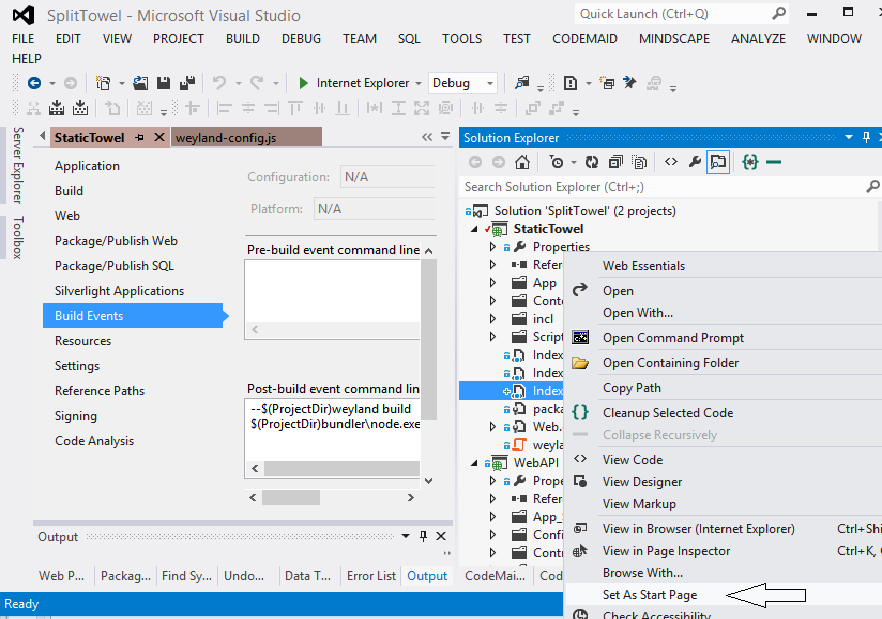 SplitTowel - Microsoft Visual Studio
Quick Launch (Ctrl+Q)
FILE EDIT VIEW PROJECT BUILD DEBUG TEAM SQL TOOLS TEST CODEMAID MINDSCAPE ANALYZE WINDOW
HELP
Internet Explorer Debug
Server Explorer
Toolbox
StaticTowel weyland-config.js
Application
Build
Web
Package/Publish Web
Package/Publish SQL
Silverlight Applications
Build Events
Resources
Settings
Reference Paths
Signing
Code Analysis
Configuration: N/A
Platform: N/A
Pre-build event command line
Post-build event command lin
--$(ProjectDir)weyland build
$(ProjectDir)bundler\node.exe
Output
Web P... Packag... Find Sy... Undo... Data T... Error List Output
Ready
Solution Explorer
Search Solution Explorer (Ctrl+;)
Solution 'SplitTowel' (2 projects)
StaticTowel
Properties
Refer
App
Conte
incl
Script
Index
Index
Index
packa
Web.
weyla
WebAPI
Prope
Refer
App_
Confi
Contr
CodeMai... Cod
Web Essentials
Open
Open With...
Open Command Prompt
Open Containing Folder
Copy Path
Cleanup Selected Code
Collapse Recursively
View Code
View Designer
View Markup
View in Browser (Internet Explorer) Ctrl+Shi
View in Page Inspector Ctrl+K,
Browse With...
Set As Start Page
Check Accessibility